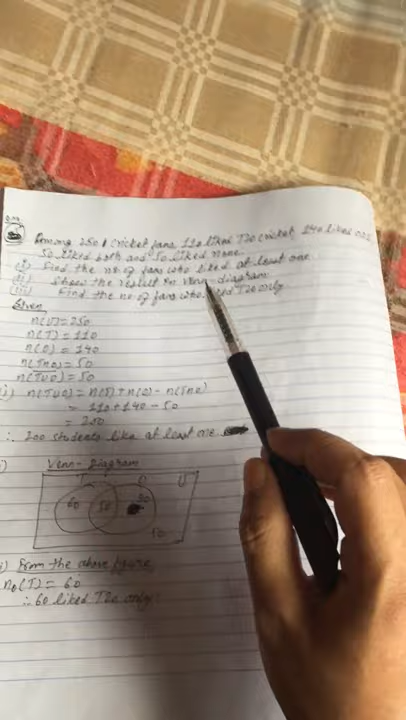 Among 250 cricket fans 110 liked T20 cricket, 140 liked ODI,
50 liked both and 50 liked none.
(i) Find the no. of fans who liked at least one
(ii) Show the result in Venn-diagram
(iii) Find the no of fans who liked T20 only
Given
n(U)=250
n(T)=110
n(O)=140
n(T∩O)=50
n(T∪O)=50
i) n(T∪O)=n(T)+n(O)-n(T∩O)
= 110+140-50
= 200
∴ 200 students like at least one
Venn-Diagram
T O U
60 50 90
50
i) From the above figure
n₀(T) = 60
∴ 60 liked T20 only